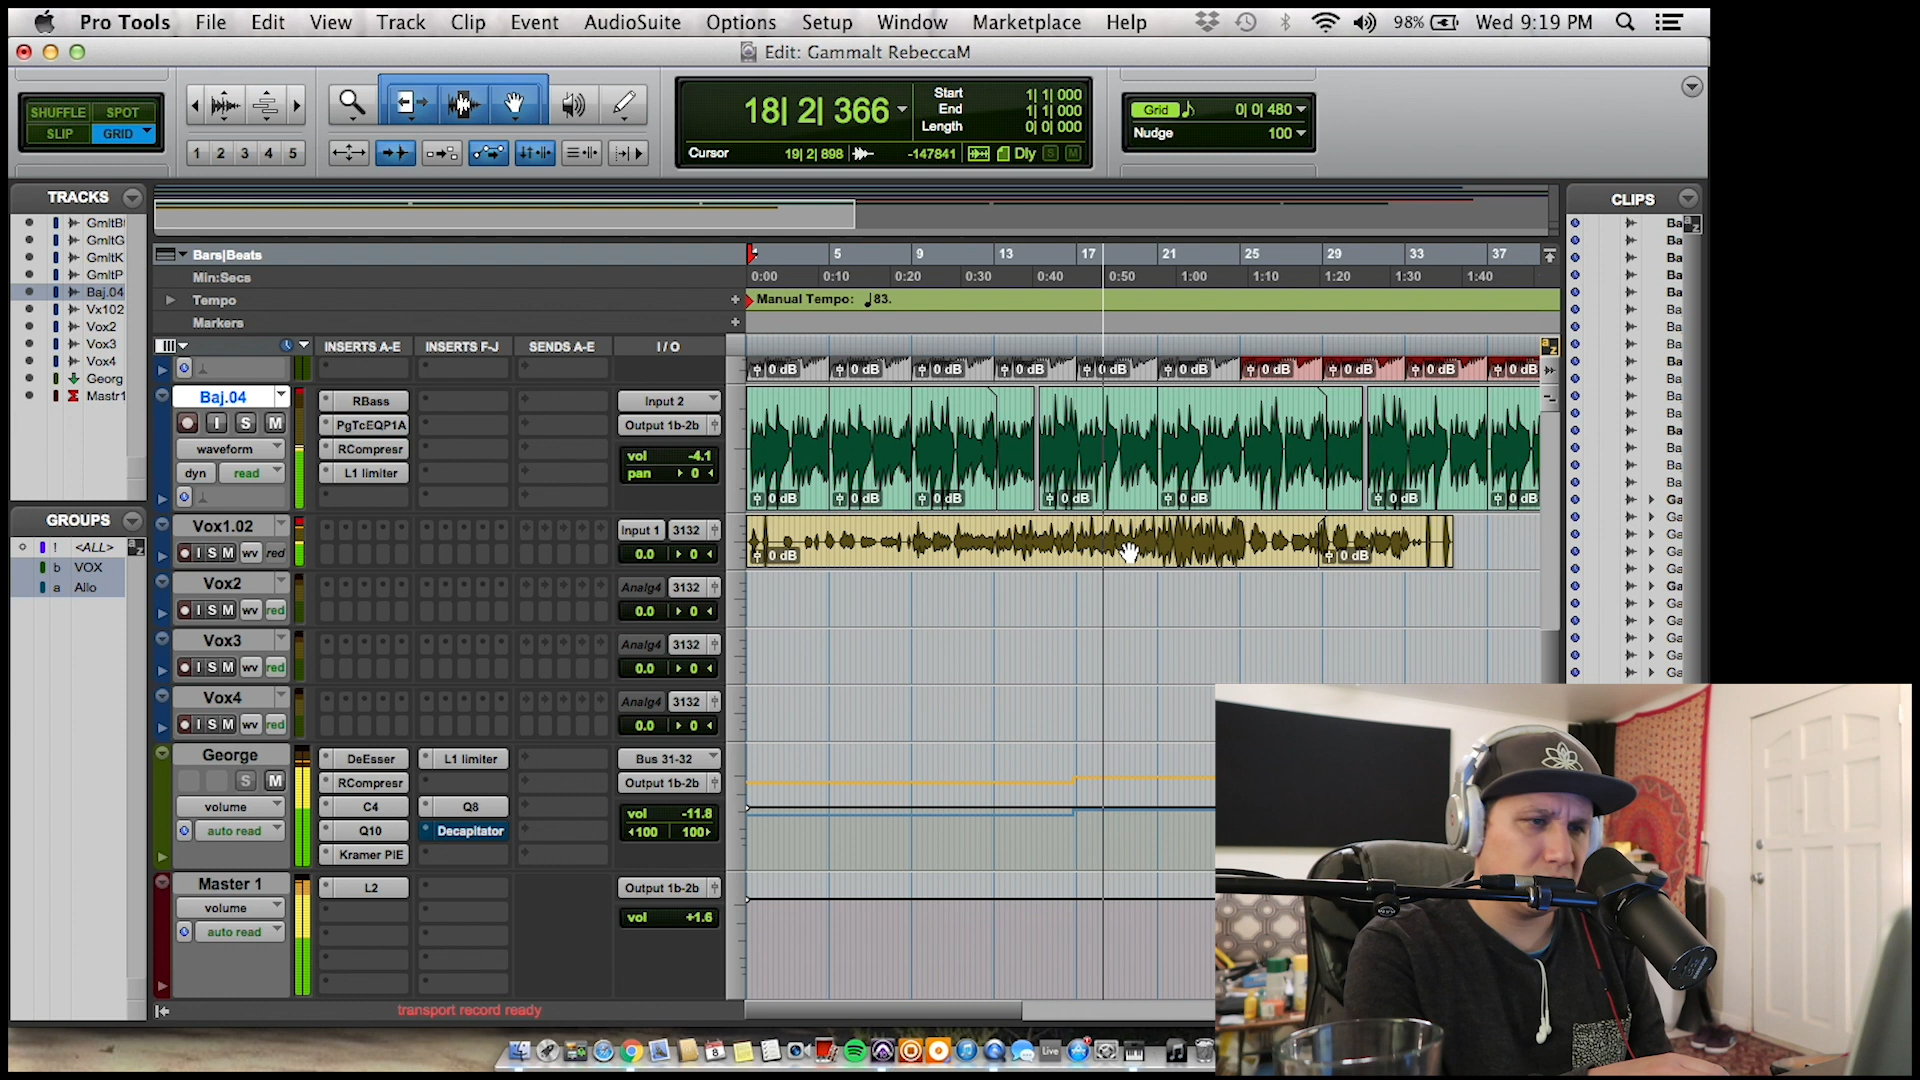 Pro Tools File Edit View Track Clip Event AudioSuite Options Setup Window Marketplace Help 98% Wed 9:19 PM
Edit: Gammalt RebeccaM
SHUFFLE SPOT
SLIP GRID
1 2 3 4 5
18| 2| 366
Start 1| 1| 000
End 1| 1| 000
Length 0| 0| 000
Cursor 19| 2| 898 -147841 Dly S M
Grid 0| 0| 480
Nudge 100
TRACKS
GmltB
GmltG
GmltK
GmltP
Baj.04
Vx102
Vox2
Vox3
Vox4
Georg
Mastr1
GROUPS
! <ALL>
b VOX
a Allo
CLIPS
Bars|Beats 5 9 13 17 21 25 29 33 37
Min:Secs 0:00 0:10 0:20 0:30 0:40 0:50 1:00 1:10 1:20 1:30 1:40
Tempo + Manual Tempo: 83.
Markers +
INSERTS A-E INSERTS F-J SENDS A-E I / O
0 dB 0 dB 0 dB 0 dB 0 dB 0 dB 0 dB 0 dB 0 dB 0 dB
Baj.04 RBass Input 2
I S M PgTcEQP1A Output 1b-2b
waveform RCompresr vol -4.1
dyn read L1 limiter pan 0
0 dB 0 dB 0 dB 0 dB 0 dB 0 dB 0 dB
Vox1.02 Input 1 3132
I S M wv red 0.0 0 dB 0 dB
Vox2 Analg4 3132
I S M wv red 0.0 0
Vox3 Analg4 3132
I S M wv red 0.0 0
Vox4 Analg4 3132
I S M wv red 0.0 0
George DeEsser L1 limiter Bus 31-32
S M RCompresr Output 1b-2b
volume C4 Q8 vol -11.8
auto read Q10 Decapitator 100 100
Kramer PIE
Master 1 L2 Output 1b-2b
volume vol +1.6
auto read
transport record ready
8 Live